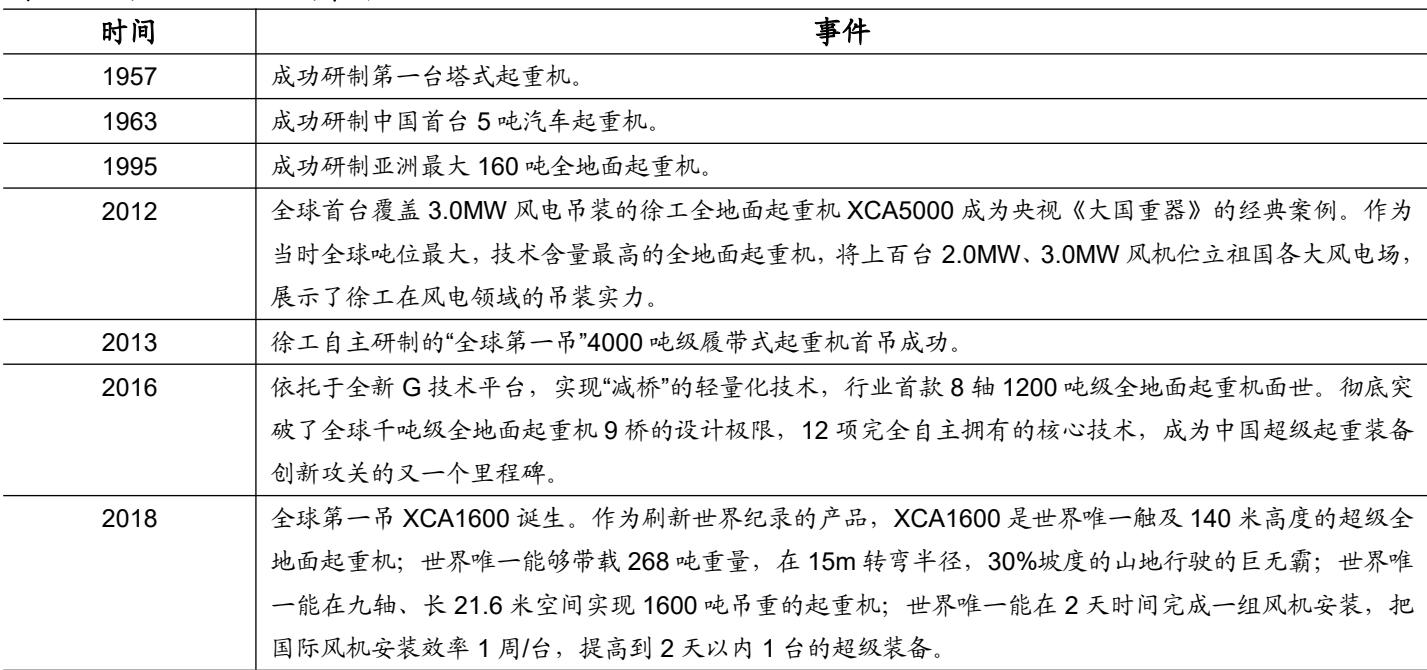 时间 事件
1957 成功研制第一台塔式起重机。
1963 成功研制中国首台 5 吨汽车起重机。
1995 成功研制亚洲最大 160 吨全地面起重机。
2012 全球首台覆盖 3.0MW 风电吊装的徐工全地面起重机 XCA5000 成为央视《大国重器》的经典案例。作为
当时全球吨位最大，技术含量最高的全地面起重机，将上百台 2.0MW、3.0MW 风机伫立祖国各大风电场，
展示了徐工在风电领域的吊装实力。
2013 徐工自主研制的“全球第一吊”4000 吨级履带式起重机首吊成功。
2016 依托于全新 G 技术平台，实现“减桥”的轻量化技术，行业首款 8 轴 1200 吨级全地面起重机面世。彻底突
破了全球千吨级全地面起重机 9 桥的设计极限，12 项完全自主拥有的核心技术，成为中国超级起重装备
创新攻关的又一个里程碑。
2018 全球第一吊 XCA1600 诞生。作为刷新世界纪录的产品，XCA1600 是世界唯一触及 140 米高度的超级全
地面起重机；世界唯一能够带载 268 吨重量，在 15m 转弯半径，30%坡度的山地行驶的巨无霸；世界唯
一能在九轴、长 21.6 米空间实现 1600 吨吊重的起重机；世界唯一能在 2 天时间完成一组风机安装，把
国际风机安装效率 1 周/台，提高到 2 天以内 1 台的超级装备。